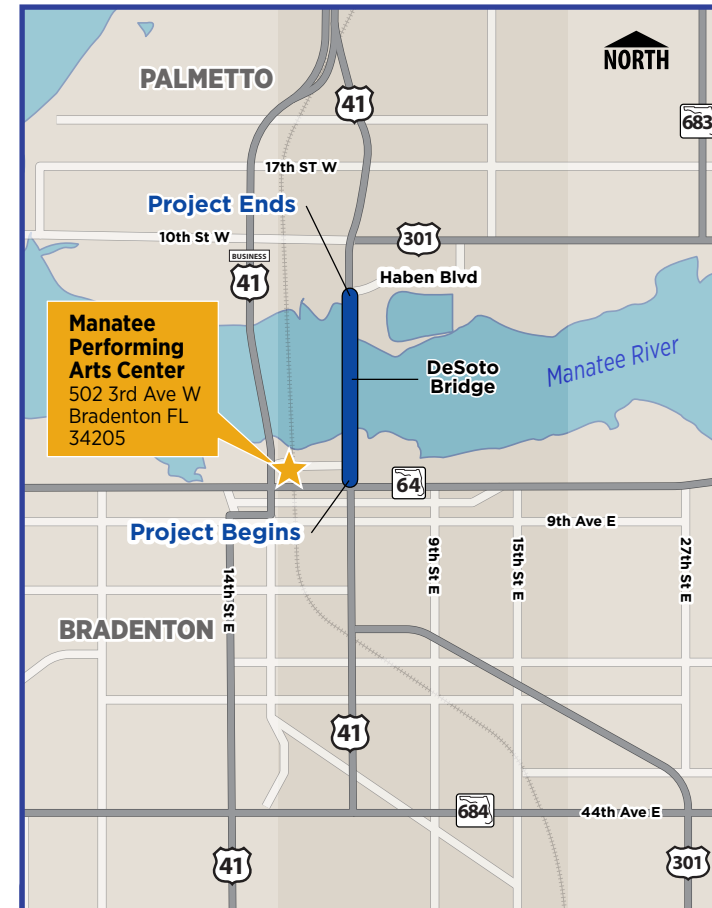 PALMETTO
NORTH
41
683
17th ST W
Project Ends
10th St W
301
BUSINESS
41
Haben Blvd
Manatee
Performing
Arts Center
502 3rd Ave W
Bradenton FL
34205
DeSoto
Bridge
Manatee River
64
Project Begins
9th Ave E
14th St E
9th St E
15th St E
27th St E
BRADENTON
41
684
44th Ave E
41
301